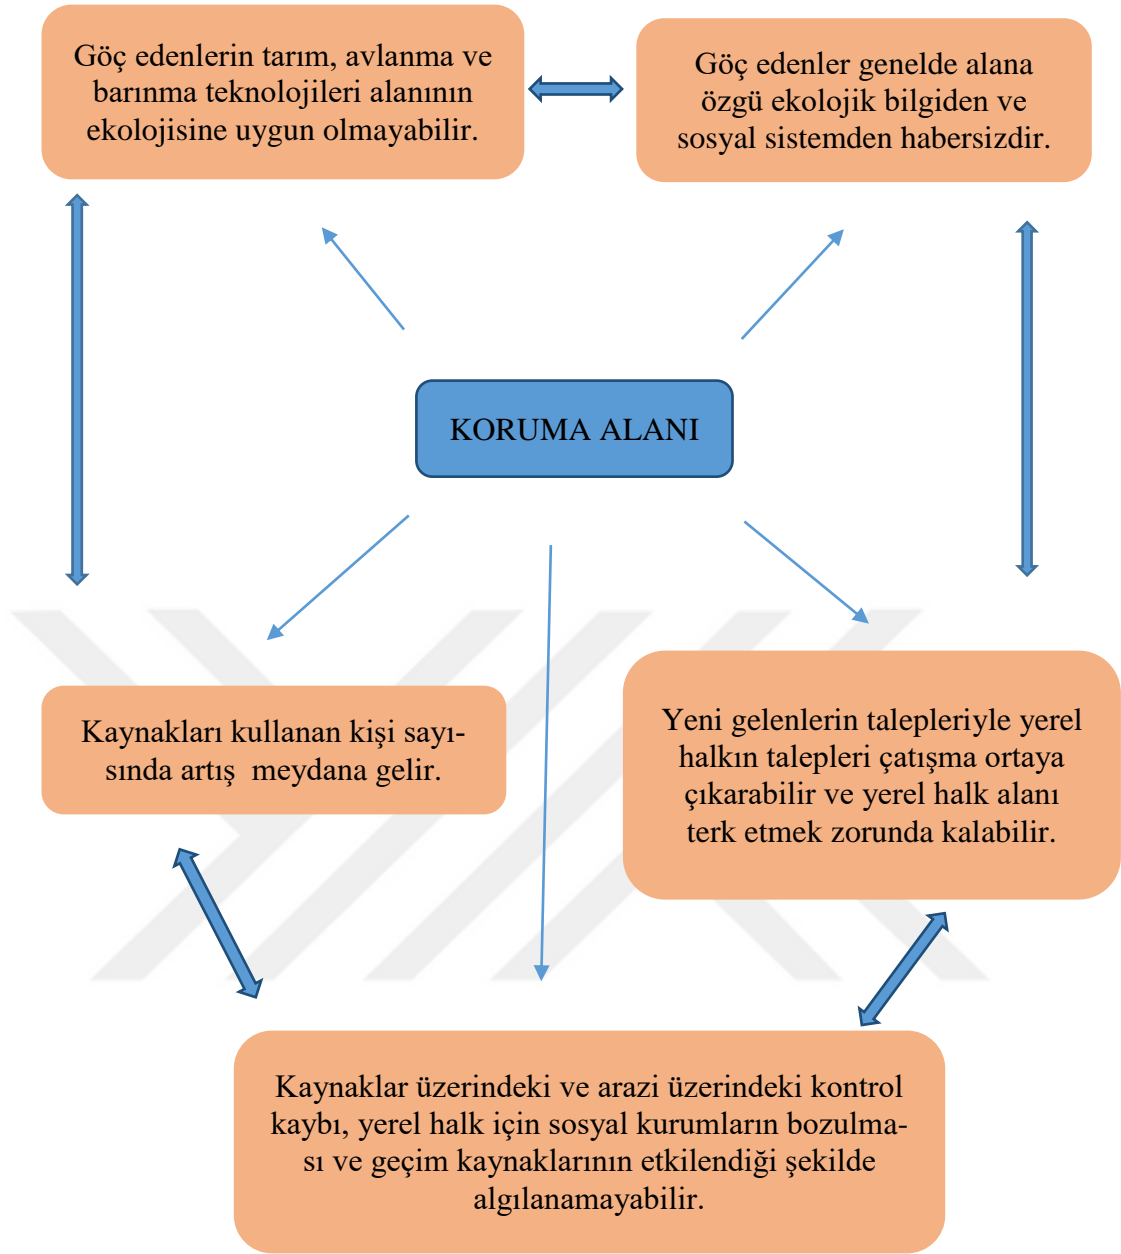 Göç edenlerin tarım, avlanma ve
barınma teknolojileri alanının
ekolojisine uygun olmayabilir.
Göç edenler genelde alana
özgü ekolojik bilgiden ve
sosyal sistemden habersizdir.
KORUMA ALANI
Kaynakları kullanan kişi sayı-
sında artış meydana gelir.
Yeni gelenlerin talepleriyle yerel
halkın talepleri çatışma ortaya
çıkarabilir ve yerel halk alanı
terk etmek zorunda kalabilir.
Kaynaklar üzerindeki ve arazi üzerindeki kontrol
kaybı, yerel halk için sosyal kurumların bozulma-
sı ve geçim kaynaklarının etkilendiği şekilde
algılanamayabilir.